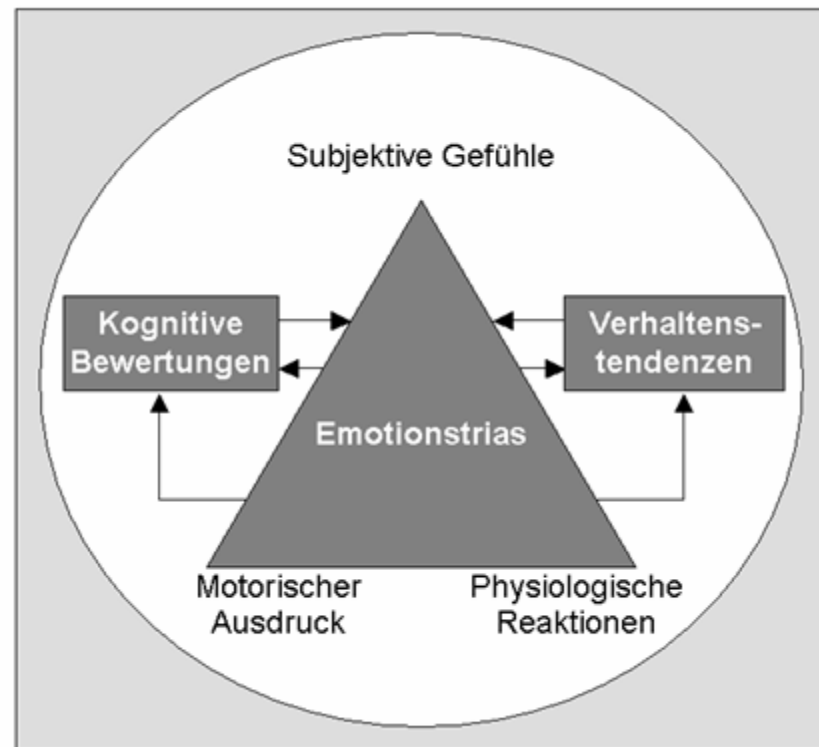 Subjektive Gefühle
Kognitive
Bewertungen
Verhaltens-
tendenzen
Emotionstrias
Motorischer
Ausdruck
Physiologische
Reaktionen